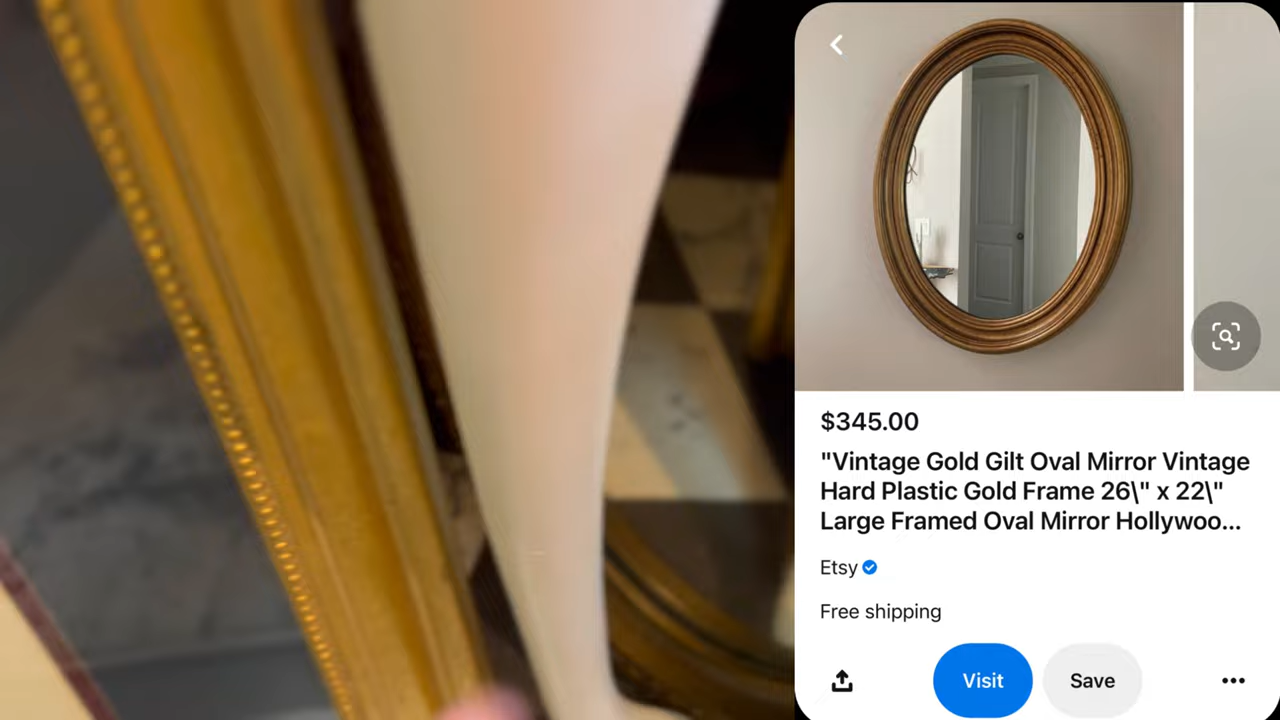 $345.00
"Vintage Gold Gilt Oval Mirror Vintage
Hard Plastic Gold Frame 26\" x 22\"
Large Framed Oval Mirror Hollywoo...
Etsy
Free shipping
Visit
Save